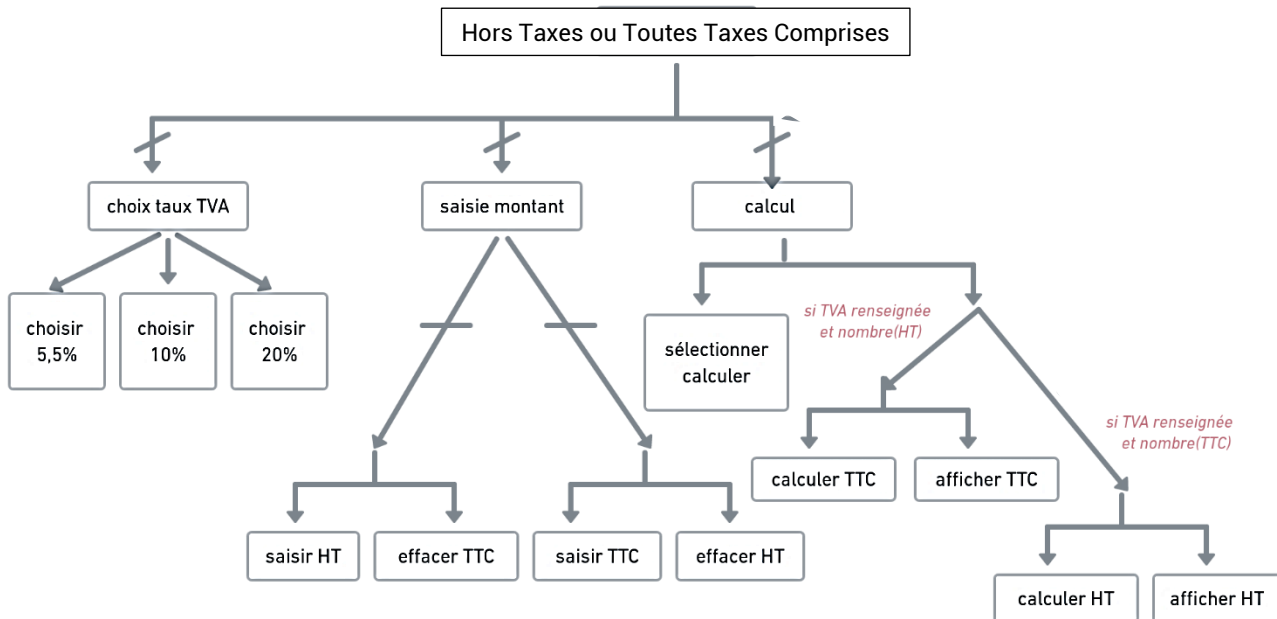 Hors Taxes ou Toutes Taxes Comprises
choix taux TVA
saisie montant
calcul
choisir
5,5%
choisir
10%
choisir
20%
sélectionner
calculer
si TVA renseignée
et nombre(HT)
si TVA renseignée
et nombre(TTC)
calculer TTC
afficher TTC
saisir HT
effacer TTC
saisir TTC
effacer HT
calculer HT
afficher HT